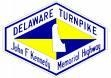 DELAWARE TURNPIKE
John F. Kennedy
Memorial Highway